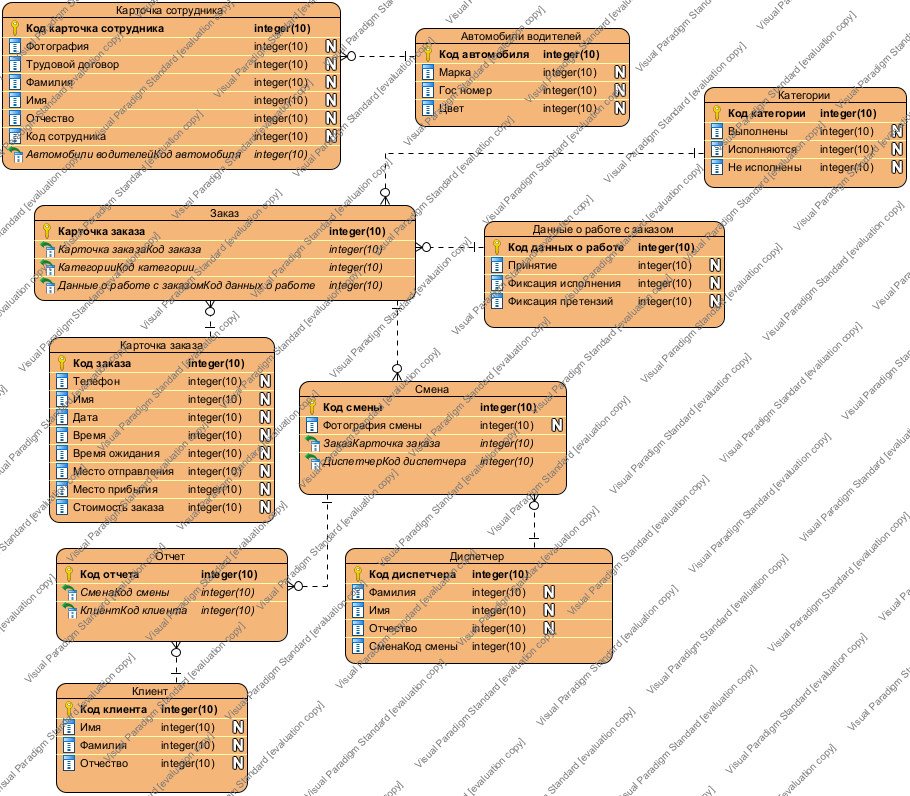 Карточка сотрудника
Код карточка сотрудника integer(10)
Фотография integer(10) N
Трудовой договор integer(10) N
Фамилия integer(10) N
Имя integer(10) N
Отчество integer(10) N
Код сотрудника integer(10) N
Автомобили водителейКод автомобиля integer(10)
Автомобили водителей
Код автомобиля integer(10)
Марка integer(10) N
Гос номер integer(10) N
Цвет integer(10) N
Категории
Код категории integer(10)
Выполнены integer(10) N
Исполняются integer(10) N
Не исполнены integer(10) N
Заказ
Карточка заказа integer(10)
Карточка заказаКод заказа integer(10)
КатегорииКод категории integer(10)
Данные о работе с закaзомКод данных о работе integer(10)
Данные о работе с заказом
Код данных о работе integer(10)
Принятие integer(10) N
Фиксация исполнения integer(10) N
Фиксация претензий integer(10) N
Карточка заказа
Код заказа integer(10)
Телефон integer(10) N
Имя integer(10) N
Дата integer(10) N
Время integer(10) N
Время ожидания integer(10) N
Место отправления integer(10) N
Место прибытия integer(10) N
Стоимость заказа integer(10) N
Смена
Код смены integer(10)
Фотография смены integer(10) N
ЗаказКарточка заказа integer(10)
ДиспетчерКод диспетчера integer(10)
Отчет
Код отчета integer(10)
СменаКод смены integer(10)
КлиентКод клиента integer(10)
Диспетчер
Код диспетчера integer(10)
Фамилия integer(10) N
Имя integer(10) N
Отчество integer(10) N
СменаКод смены integer(10)
Клиент
Код клиента integer(10)
Имя integer(10) N
Фамилия integer(10) N
Отчество integer(10) N
Visual Paradigm Standard [evaluation copy]